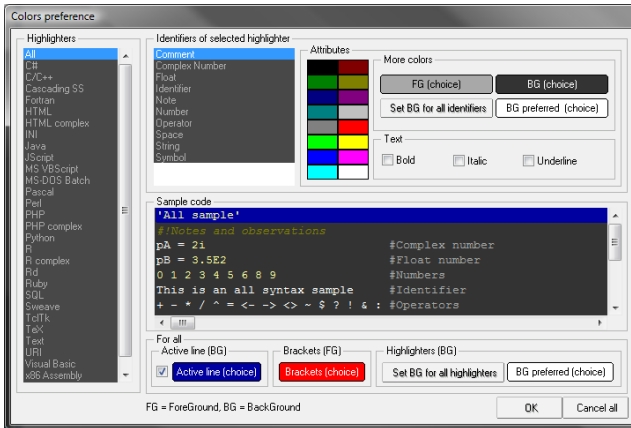 Colors preference
Highlighters
All
C#
C/C++
Cascading SS
Fortran
HTML
HTML complex
INI
Java
JScript
MS VBScript
MS-DOS Batch
Pascal
Perl
PHP
PHP complex
Python
R
R complex
Rd
Ruby
SQL
Sweave
TclTk
TeX
Text
URI
Visual Basic
x86 Assembly
Identifiers of selected highlighter
Comment
Complex Number
Float
Identifier
Note
Number
Operator
Space
String
Symbol
Attributes
More colors
FG (choice) BG (choice)
Set BG for all identifiers BG preferred (choice)
Text
Bold Italic Underline
Sample code
'All sample'
#!Notes and observations
pA = 2i #Complex number
pB = 3.5E2 #Float number
0 1 2 3 4 5 6 8 9 #Numbers
This is an all syntax sample #Identifier
+ - * / ^ = <- -> <> ~ $ ? ! & : #Operators
For all
Active line (BG) Brackets (FG) Highlighters (BG)
Active line (choice) Brackets (choice) Set BG for all highlighters BG preferred (choice)
FG = ForeGround, BG = BackGround OK Cancel all